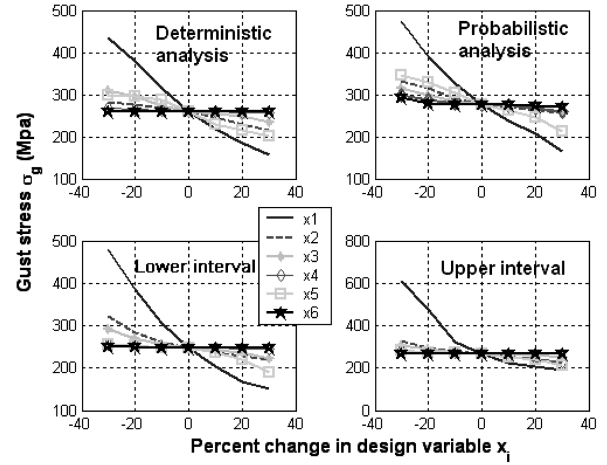 Deterministic
analysis
500
400
300
200
100
-40 -20 0 20 40
Probabilistic
analysis
500
400
300
200
100
-40 -20 0 20 40
Gust stress σg (Mpa)
x1
x2
x3
x4
x5
x6
Lower interval
500
400
300
200
100
-40 -20 0 20 40
Upper interval
800
600
400
200
0
-40 -20 0 20 40
Percent change in design variable xi